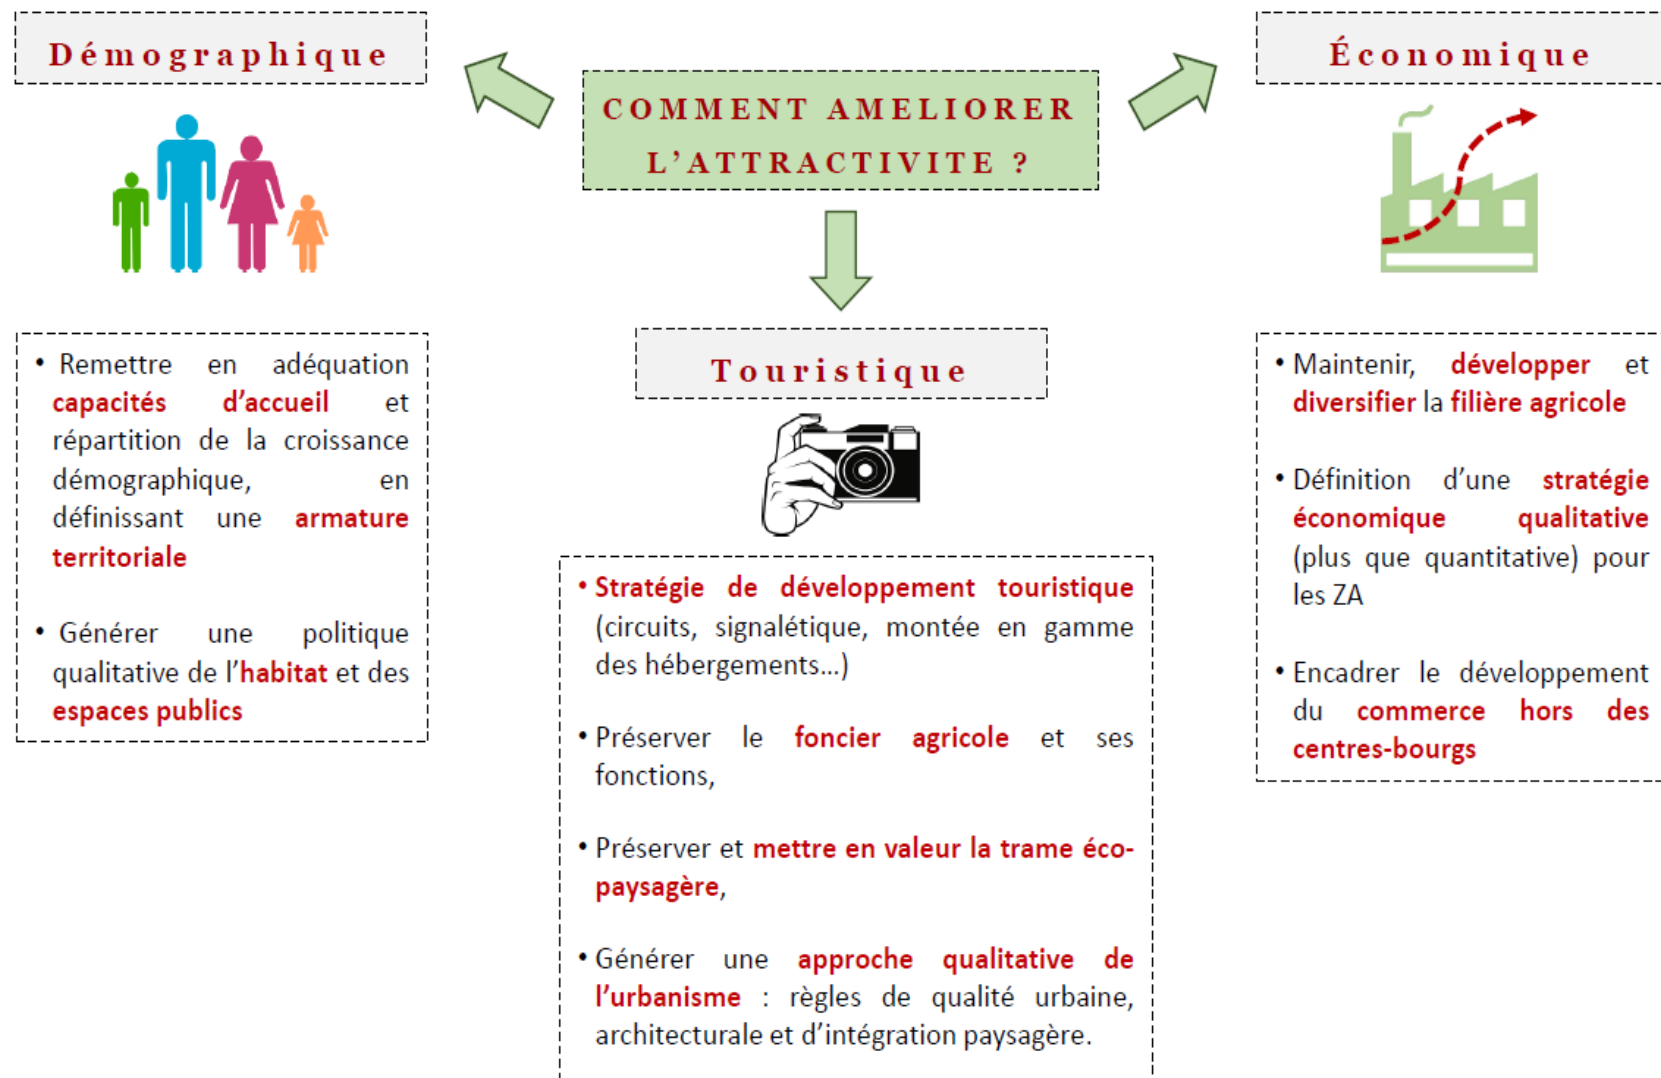 Démographique
COMMENT AMELIORER
L’ATTRACTIVITE ?
Économique
• Remettre en adéquation
capacités d’accueil et
répartition de la croissance
démographique, en
définissant une armature
territoriale
• Générer une politique
qualitative de l’habitat et des
espaces publics
Touristique
• Stratégie de développement touristique
(circuits, signalétique, montée en gamme
des hébergements…)
• Préserver le foncier agricole et ses
fonctions,
• Préserver et mettre en valeur la trame éco-
paysagère,
• Générer une approche qualitative de
l’urbanisme : règles de qualité urbaine,
architecturale et d’intégration paysagère.
• Maintenir, développer et
diversifier la filière agricole
• Définition d’une stratégie
économique qualitative
(plus que quantitative) pour
les ZA
• Encadrer le développement
du commerce hors des
centres-bourgs